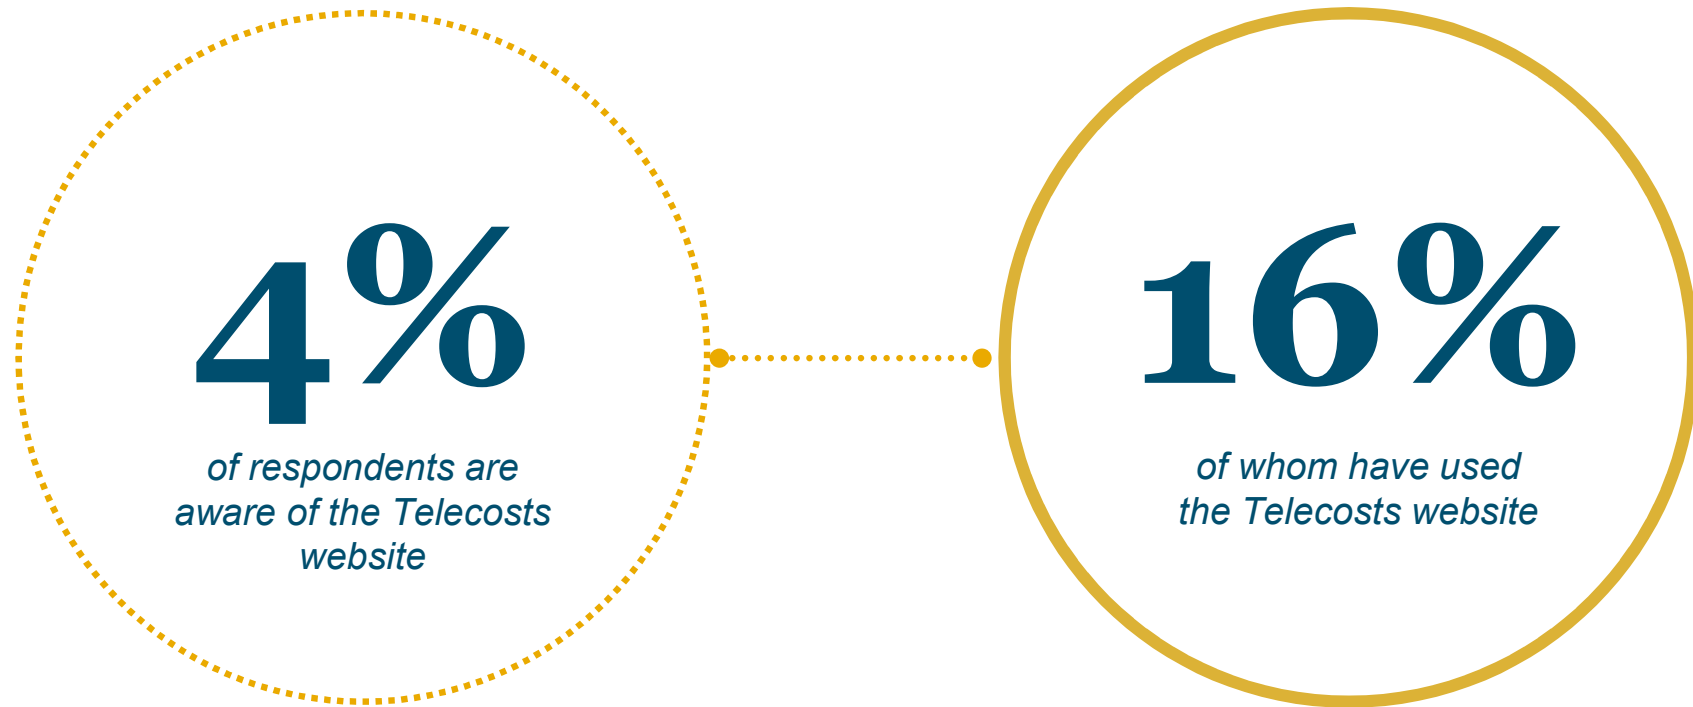 4%
of respondents are
aware of the Telecosts
website
16%
of whom have used
the Telecosts website